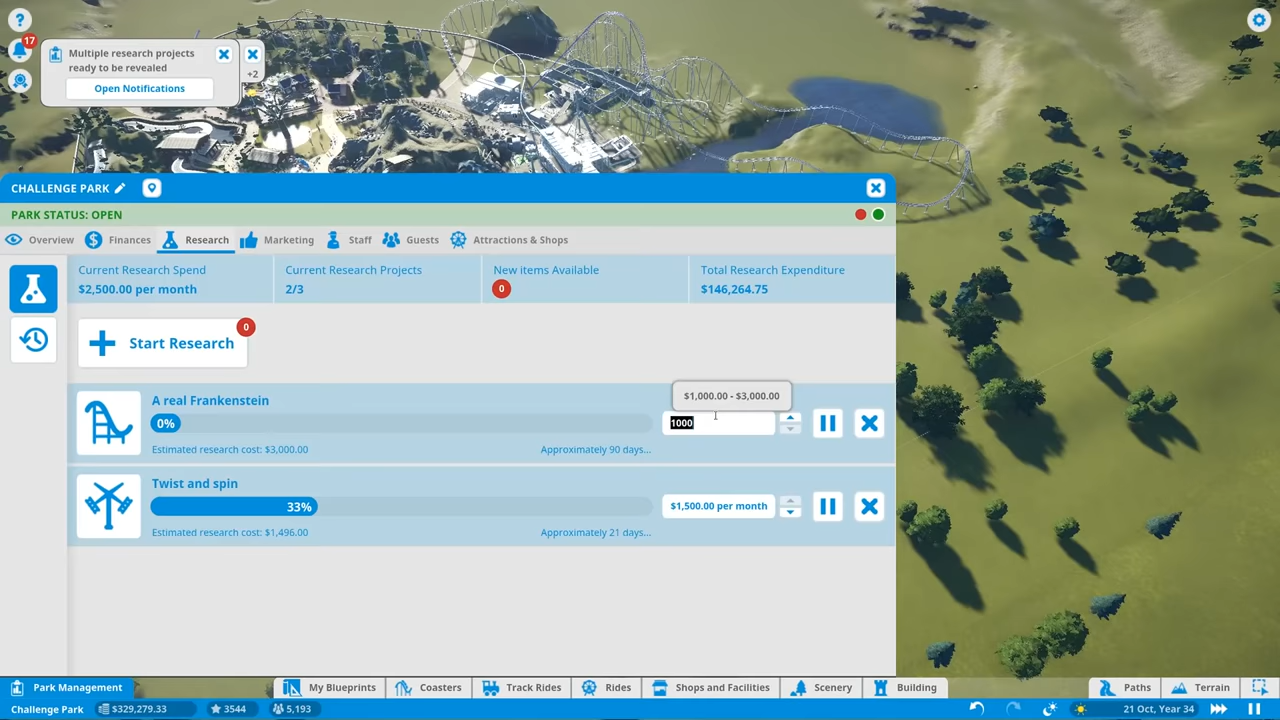 ?
17
Multiple research projects
ready to be revealed
Open Notifications
+2
CHALLENGE PARK
PARK STATUS: OPEN
Overview
Finances
Research
Marketing
Staff
Guests
Attractions & Shops
Current Research Spend
$2,500.00 per month
Current Research Projects
2/3
New items Available
0
Total Research Expenditure
$146,264.75
Start Research
0
A real Frankenstein
0%
Estimated research cost: $3,000.00
Approximately 90 days...
$1,000.00 - $3,000.00
1000
Twist and spin
33%
Estimated research cost: $1,496.00
Approximately 21 days...
$1,500.00 per month
Park Management
My Blueprints
Coasters
Track Rides
Rides
Shops and Facilities
Scenery
Building
Paths
Terrain
Challenge Park
$329,279.33
3544
5,193
21 Oct, Year 34